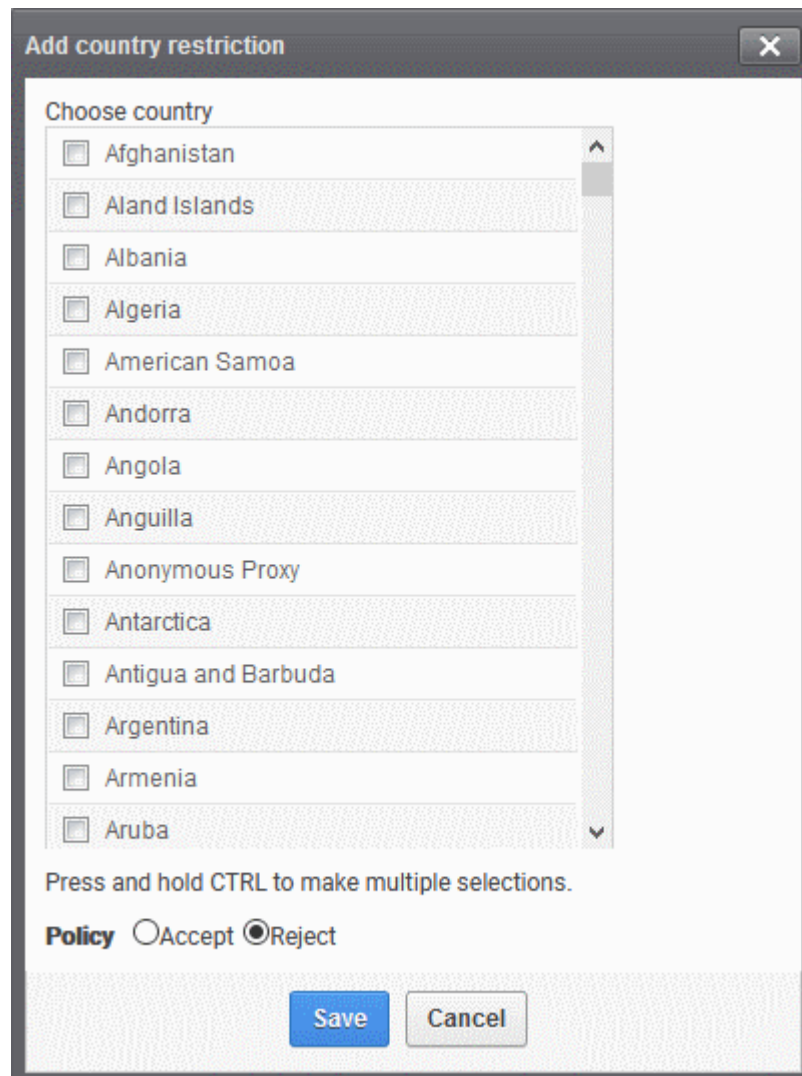 Add country restriction
Choose country
Afghanistan
Aland Islands
Albania
Algeria
American Samoa
Andorra
Angola
Anguilla
Anonymous Proxy
Antarctica
Antigua and Barbuda
Argentina
Armenia
Aruba
Press and hold CTRL to make multiple selections.
Policy Accept Reject
Save Cancel